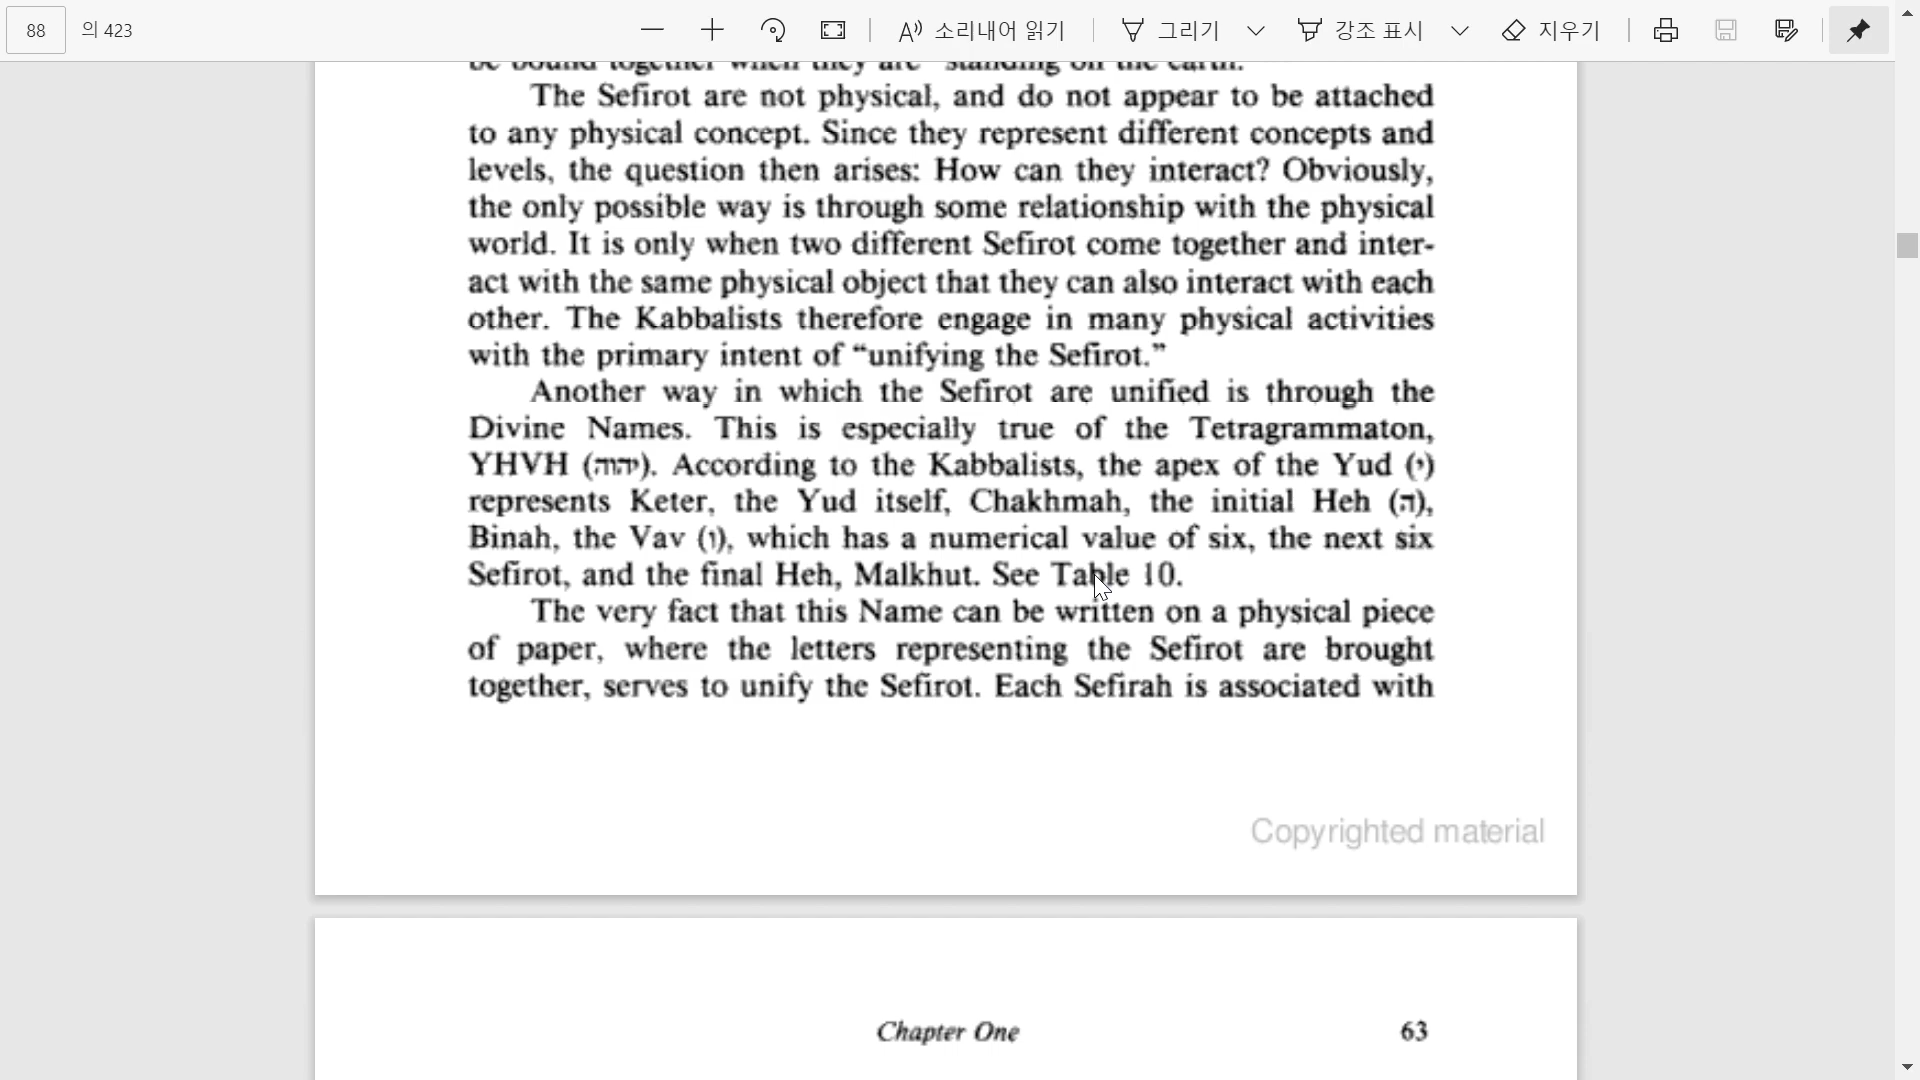 88 의 423 소리내어 읽기 그리기 강조 표시 지우기
be bound together when they are "standing on the earth."
The Sefirot are not physical, and do not appear to be attached
to any physical concept. Since they represent different concepts and
levels, the question then arises: How can they interact? Obviously,
the only possible way is through some relationship with the physical
world. It is only when two different Sefirot come together and inter-
act with the same physical object that they can also interact with each
other. The Kabbalists therefore engage in many physical activities
with the primary intent of “unifying the Sefirot.”
Another way in which the Sefirot are unified is through the
Divine Names. This is especially true of the Tetragrammaton,
YHVH (יהוה). According to the Kabbalists, the apex of the Yud (י)
represents Keter, the Yud itself, Chakhmah, the initial Heh (ה),
Binah, the Vav (ו), which has a numerical value of six, the next six
Sefirot, and the final Heh, Malkhut. See Table 10.
The very fact that this Name can be written on a physical piece
of paper, where the letters representing the Sefirot are brought
together, serves to unify the Sefirot. Each Sefirah is associated with
Copyrighted material
Chapter One 63